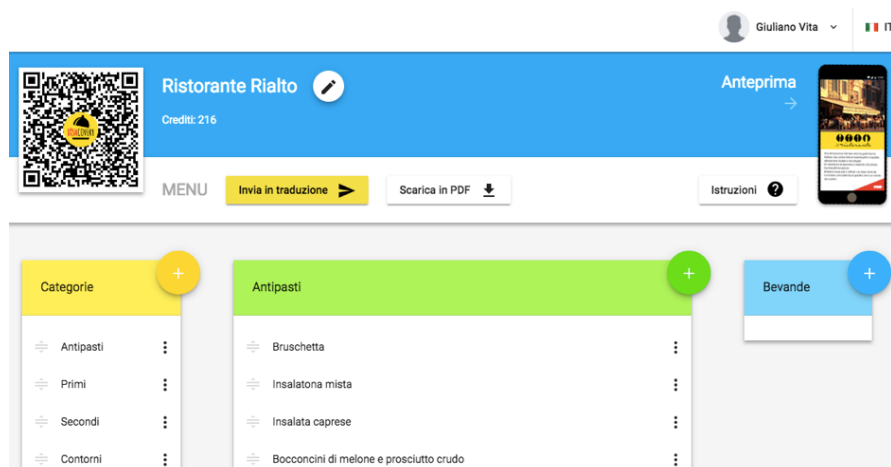 Giuliano Vita
Ristorante Rialto
Crediti: 216
Anteprima
MENU
Invia in traduzione
Scarica in PDF
Istruzioni
Categorie
Antipasti
Bevande
Antipasti
Bruschetta
Primi
Insalatona mista
Secondi
Insalata caprese
Contorni
Bocconcini di melone e prosciutto crudo